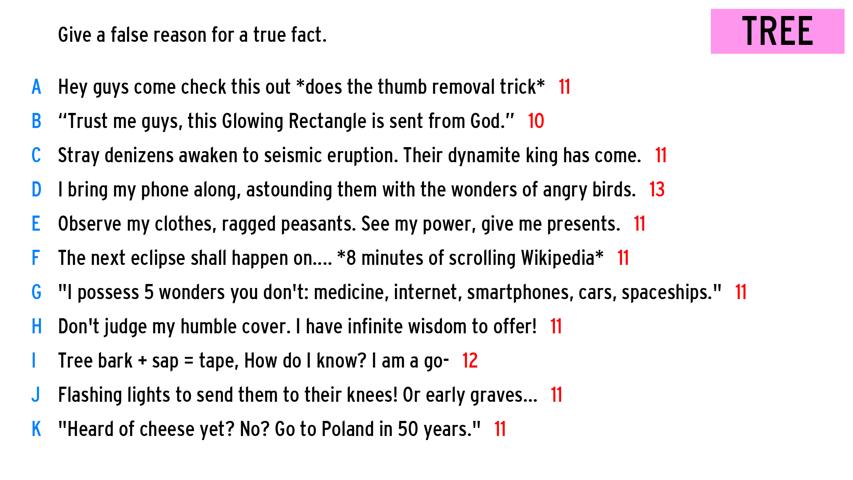 Give a false reason for a true fact.
TREE
A Hey guys come check this out *does the thumb removal trick* 11
B “Trust me guys, this Glowing Rectangle is sent from God.” 10
C Stray denizens awaken to seismic eruption. Their dynamite king has come. 11
D I bring my phone along, astounding them with the wonders of angry birds. 13
E Observe my clothes, ragged peasants. See my power, give me presents. 11
F The next eclipse shall happen on.... *8 minutes of scrolling Wikipedia* 11
G "I possess 5 wonders you don't: medicine, internet, smartphones, cars, spaceships." 11
H Don't judge my humble cover. I have infinite wisdom to offer! 11
I Tree bark + sap = tape, How do I know? I am a go- 12
J Flashing lights to send them to their knees! Or early graves... 11
K "Heard of cheese yet? No? Go to Poland in 50 years." 11